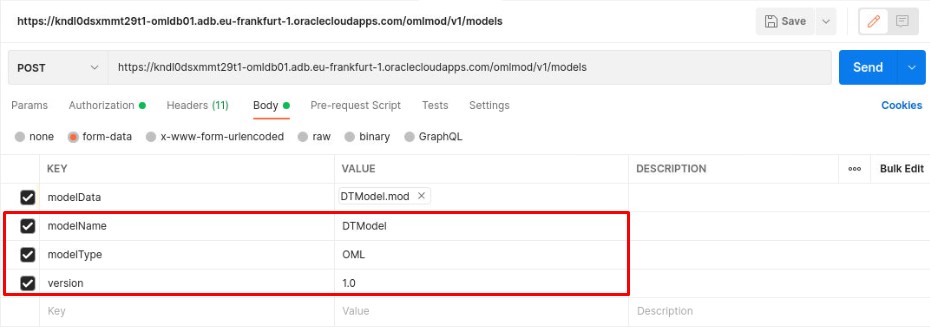 https://kndl0dsxmmt29t1-omldb01.adb.eu-frankfurt-1.oraclecloudapps.com/omlmod/v1/models
Save
POST https://kndl0dsxmmt29t1-omldb01.adb.eu-frankfurt-1.oraclecloudapps.com/omlmod/v1/models Send
Params Authorization Headers (11) Body Pre-request Script Tests Settings Cookies
none form-data x-www-form-urlencoded raw binary GraphQL
KEY VALUE DESCRIPTION ooo Bulk Edit
modelData DTModel.mod ×
modelName DTModel
modelType OML
version 1.0
Key Value Description